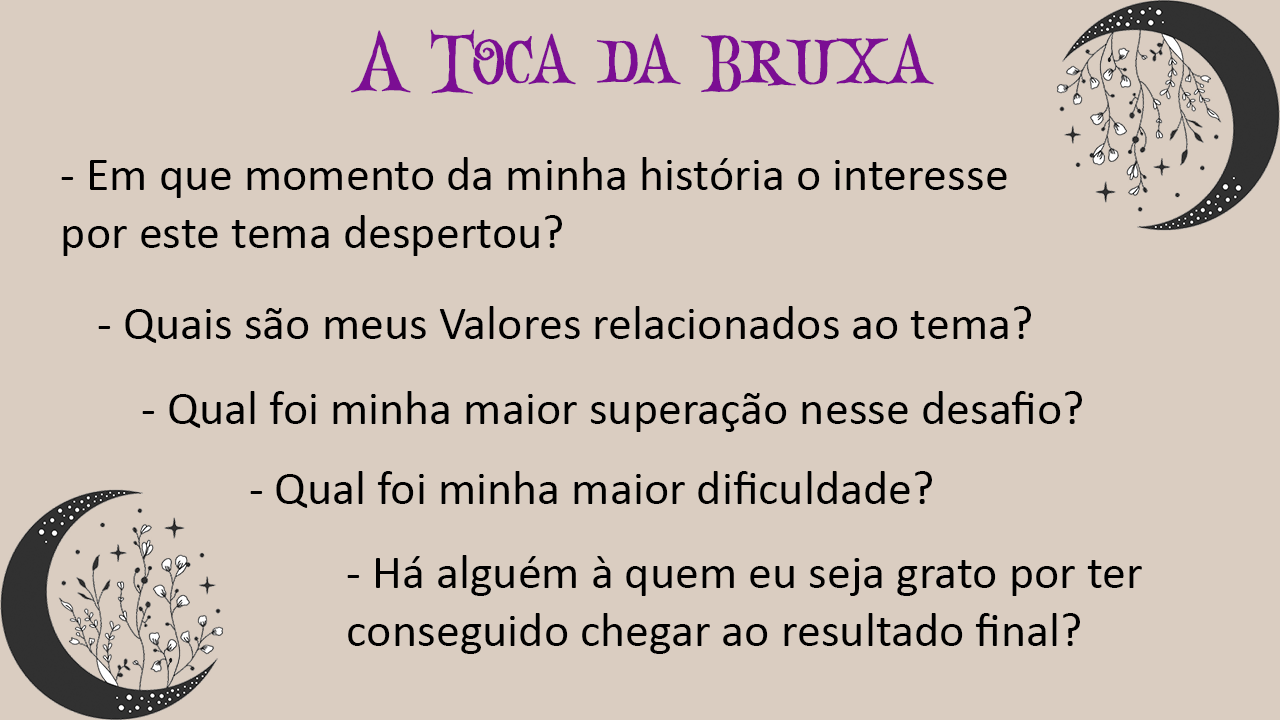 A Toca da Bruxa
- Em que momento da minha história o interesse
por este tema despertou?
- Quais são meus Valores relacionados ao tema?
- Qual foi minha maior superação nesse desafio?
- Qual foi minha maior dificuldade?
- Há alguém à quem eu seja grato por ter
conseguido chegar ao resultado final?